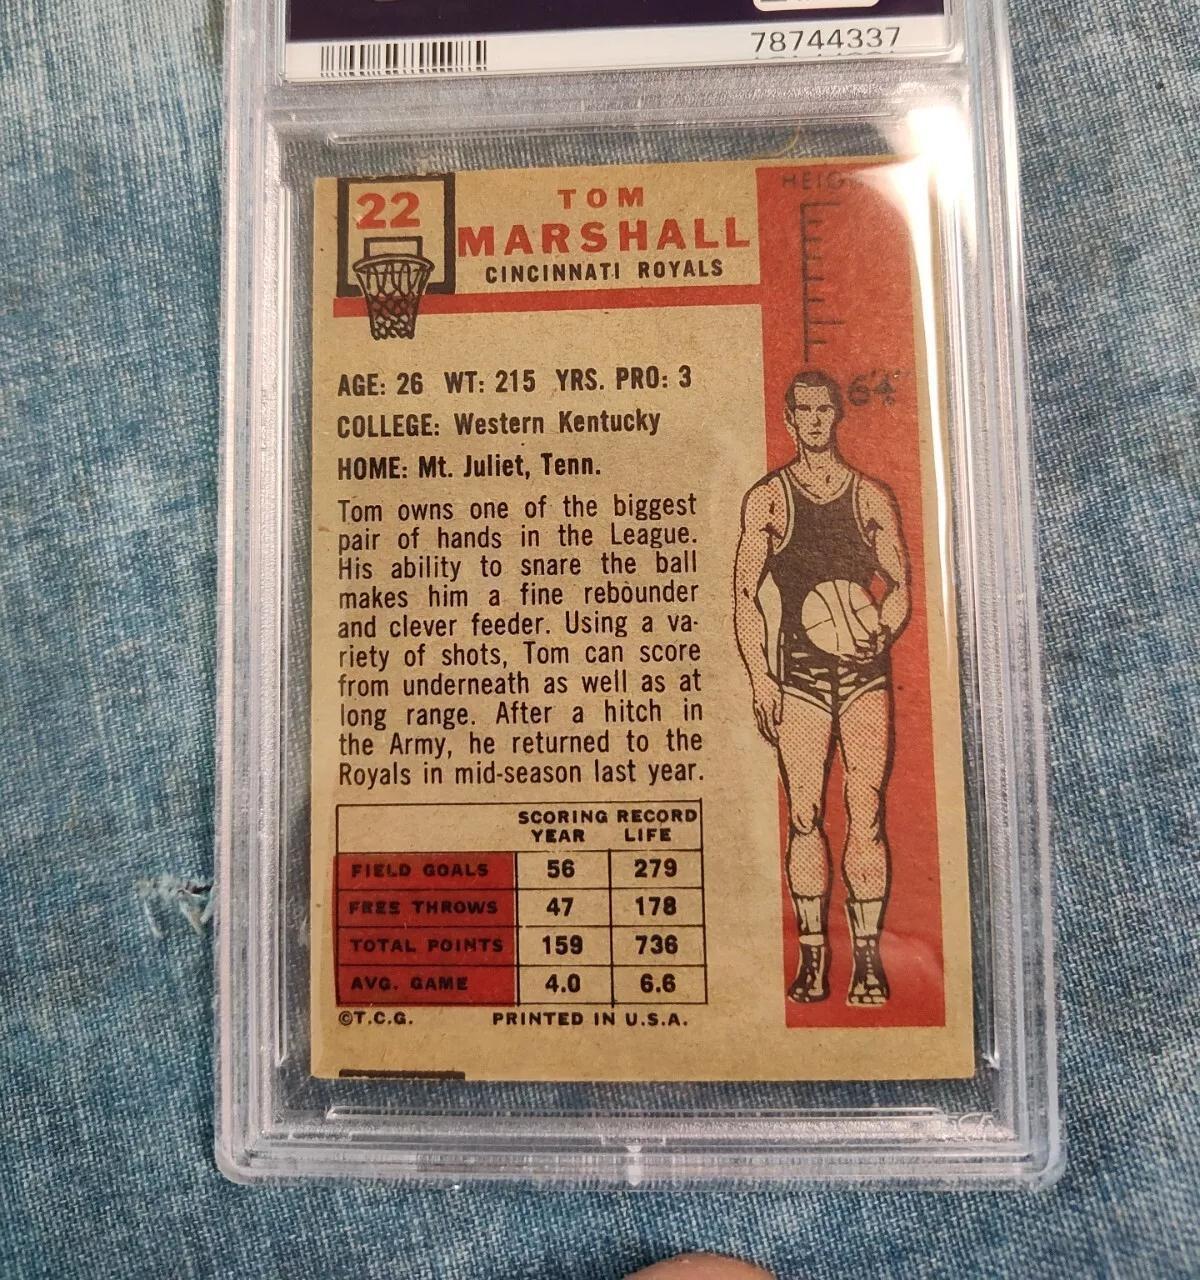 78744337
22
TOM
MARSHALL
CINCINNATI ROYALS
AGE: 26 WT: 215 YRS. PRO: 3
COLLEGE: Western Kentucky
HOME: Mt. Juliet, Tenn.
Tom owns one of the biggest
pair of hands in the League.
His ability to snare the ball
makes him a fine rebounder
and clever feeder. Using a va-
riety of shots, Tom can score
from underneath as well as at
long range. After a hitch in
the Army, he returned to the
Royals in mid-season last year.
SCORING RECORD
YEAR LIFE
FIELD GOALS 56 279
FREE THROWS 47 178
TOTAL POINTS 159 736
AVG. GAME 4.0 6.6
©T.C.G. PRINTED IN U.S.A.